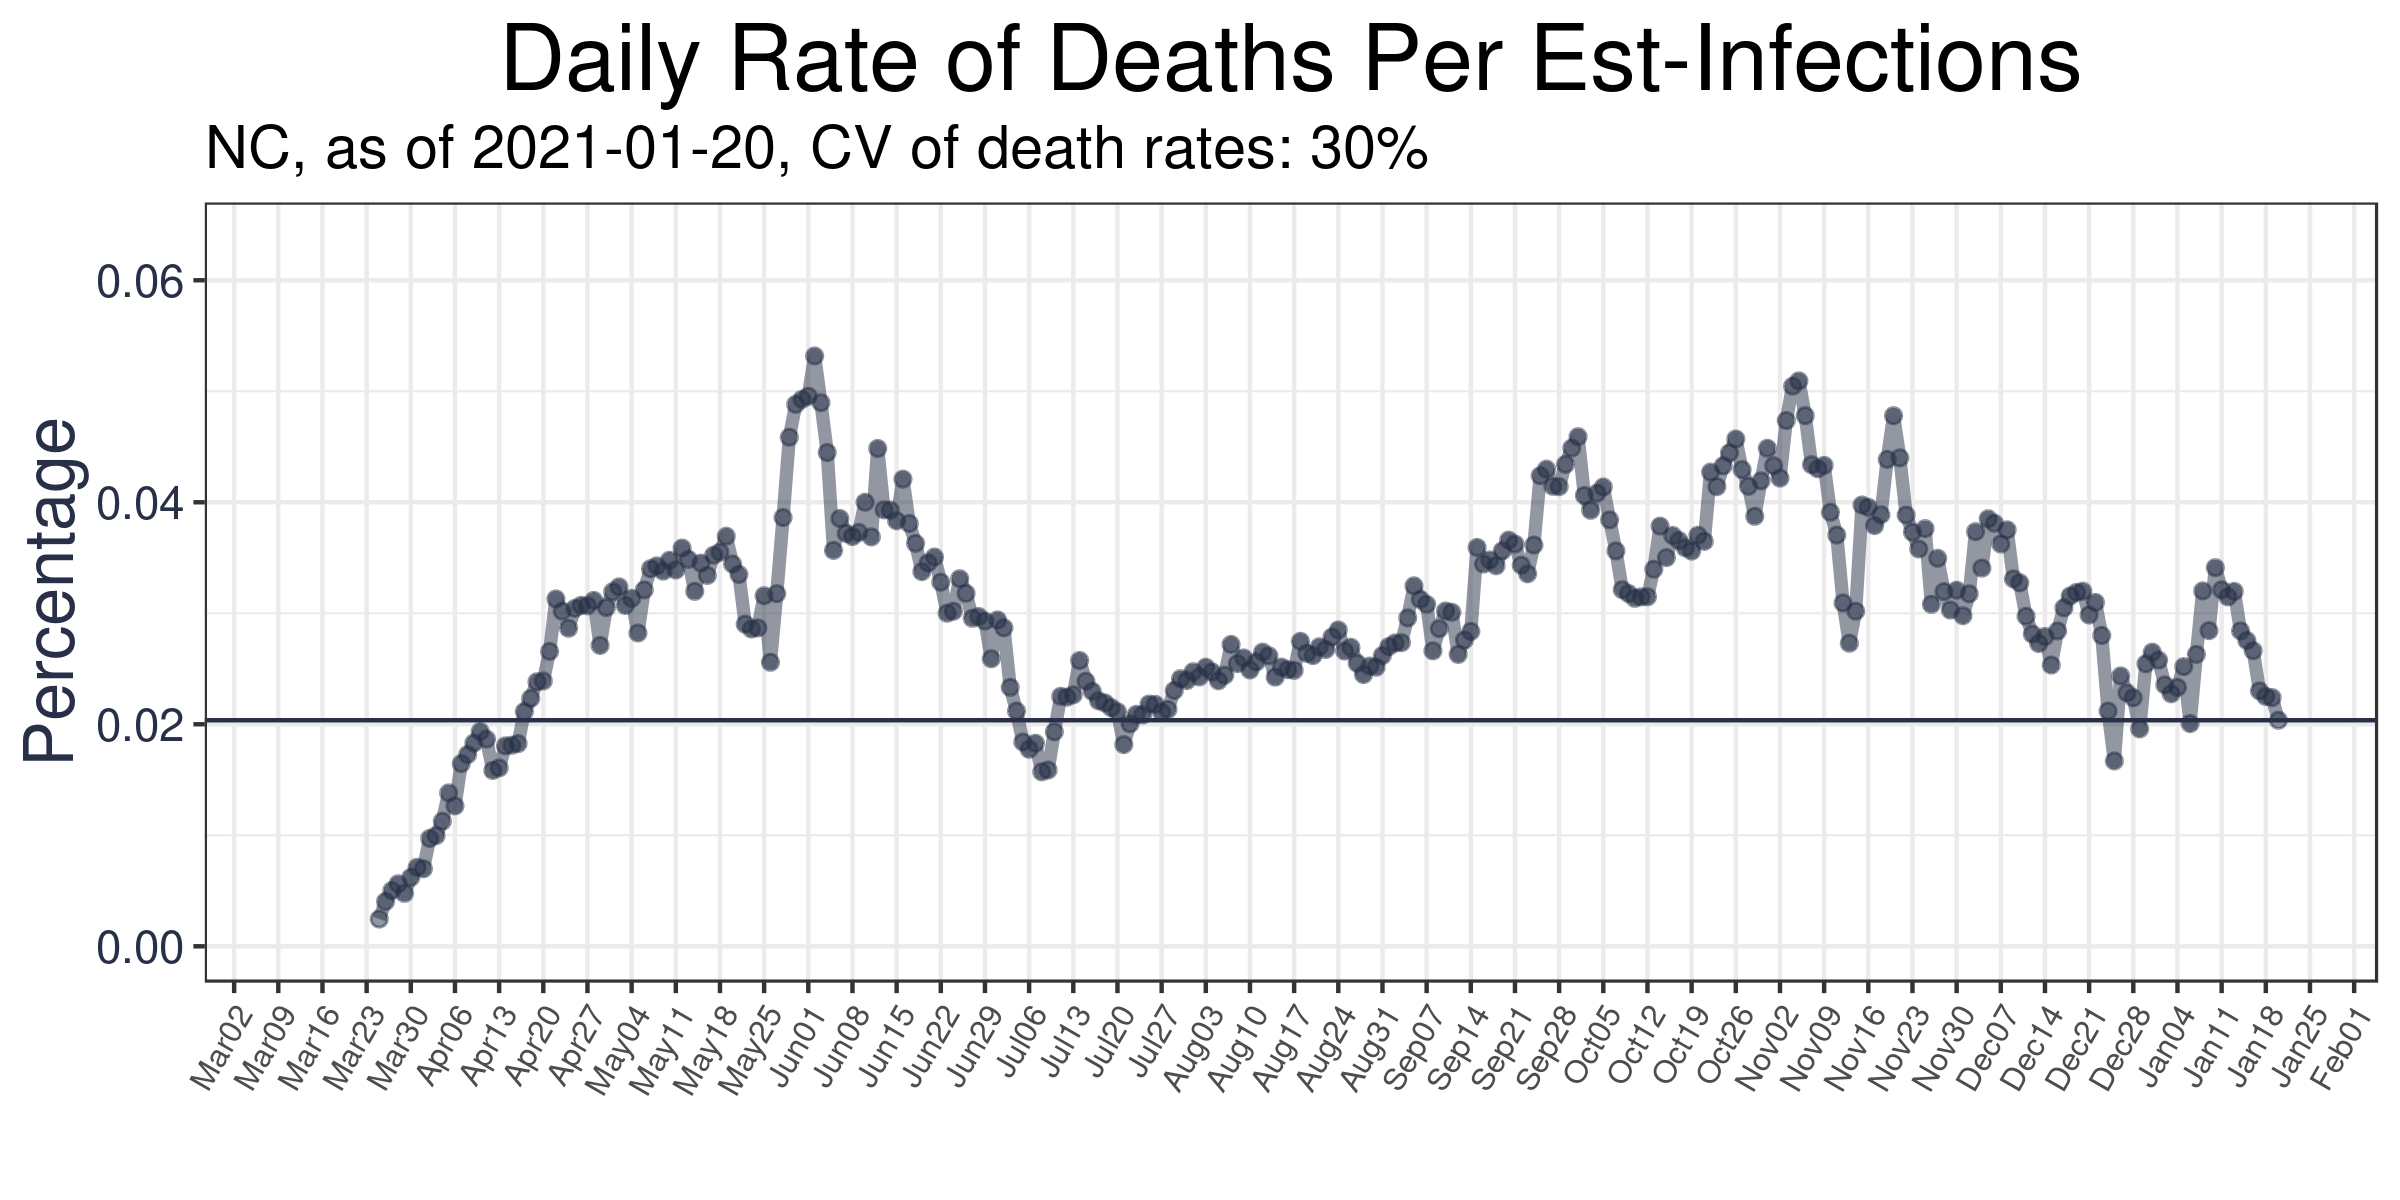 Daily Rate of Deaths Per Est-Infections
NC, as of 2021-01-20, CV of death rates: 30%
Percentage
0.06
0.04
0.02
0.00
Mar02
Mar09
Mar16
Mar23
Mar30
Apr06
Apr13
Apr20
Apr27
May04
May11
May18
May25
Jun01
Jun08
Jun15
Jun22
Jun29
Jul06
Jul13
Jul20
Jul27
Aug03
Aug10
Aug17
Aug24
Aug31
Sep07
Sep14
Sep21
Sep28
Oct05
Oct12
Oct19
Oct26
Nov02
Nov09
Nov16
Nov23
Nov30
Dec07
Dec14
Dec21
Dec28
Jan04
Jan11
Jan18
Jan25
Feb01